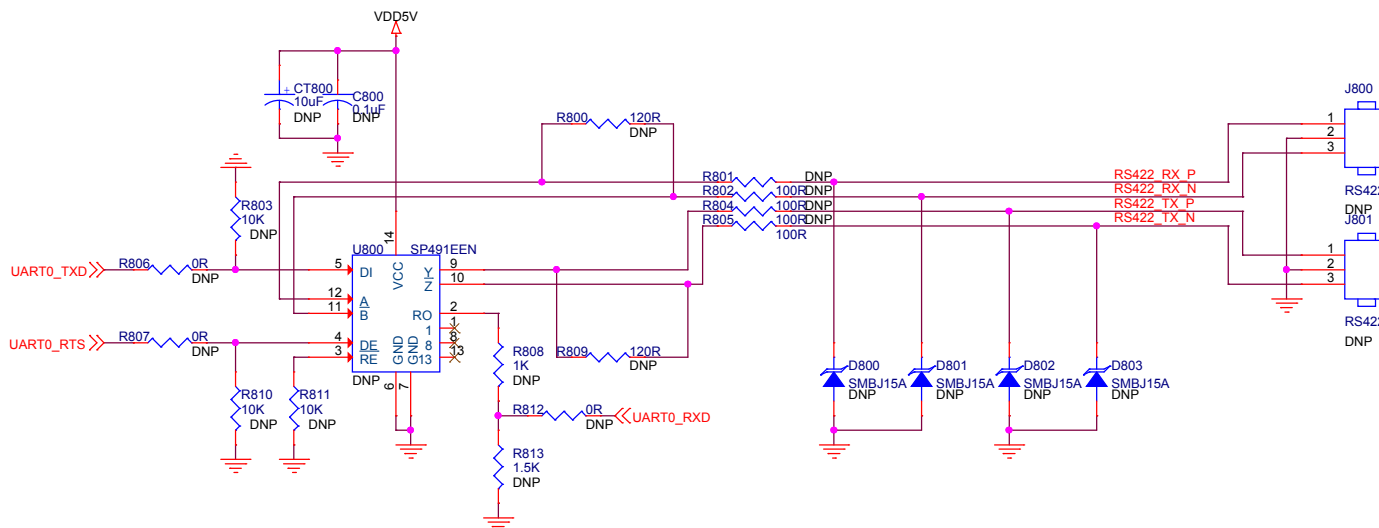 VDD5V
CT800
10uF
DNP
C800
0.1uF
DNP
R800
120R
DNP
J800
1
2
3
RS422
DNP
R801
DNP
R802
100R
DNP
R804
100R
DNP
R805
100R
DNP
100R
RS422_RX_P
RS422_RX_N
RS422_TX_P
RS422_TX_N
J801
1
2
3
RS422
DNP
R803
10K
DNP
U800
SP491EEN
14
VCC
UART0_TXD
R806
0R
DNP
5
DI
12
A
11
B
UART0_RTS
R807
0R
DNP
4
DE
3
RE
Y
9
Z
10
RO
2
1
1
8
8
13
13
GND
GND
6
7
DNP
R810
10K
DNP
R811
10K
DNP
R808
1K
DNP
R809
120R
DNP
R812
0R
DNP
UART0_RXD
R813
1.5K
DNP
D800
SMBJ15A
DNP
D801
SMBJ15A
DNP
D802
SMBJ15A
DNP
D803
SMBJ15A
DNP